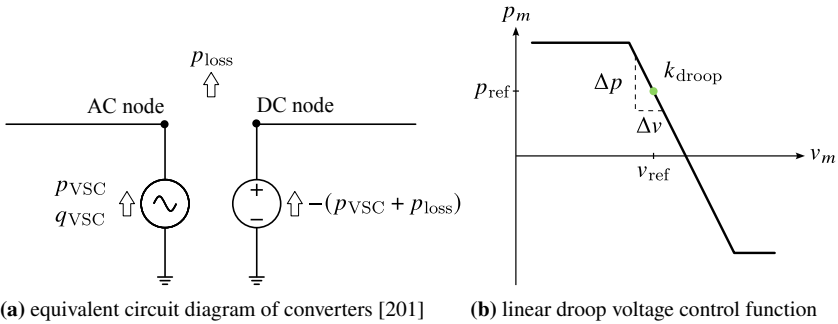 p_loss
AC node
DC node
p_VSC
q_VSC
+
−
−(p_VSC + p_loss)
(a) equivalent circuit diagram of converters [201]
p_m
k_droop
p_ref
Δp
Δv
v_m
v_ref
(b) linear droop voltage control function